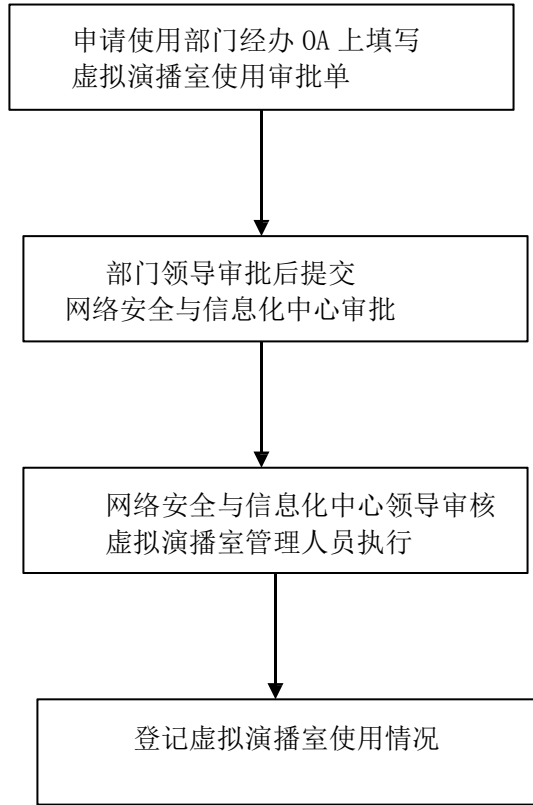 申请使用部门经办 OA 上填写
虚拟演播室使用审批单
部门领导审批后提交
网络安全与信息化中心审批
网络安全与信息化中心领导审核
虚拟演播室管理人员执行
登记虚拟演播室使用情况